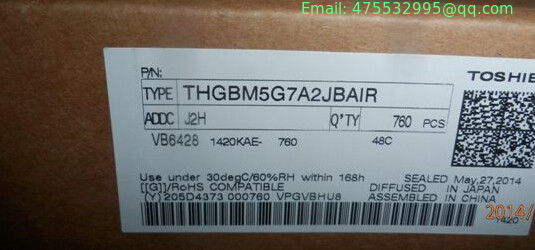 Email: 475532995@qq.com
P/N:
TOSHIB
TYPE THGBM5G7A2JBAIR
ADDC J2H Q'TY 760 PCS
VB6428 1420KAE- 760 48C
Use under 30degC/60%RH within 168h SEALED May,27,2014
[[G]]/RoHS COMPATIBLE DIFFUSED IN JAPAN
(Y) 205D4373 000760 VPGVBHU8 ASSEMBLED IN CHINA
2014/
1420